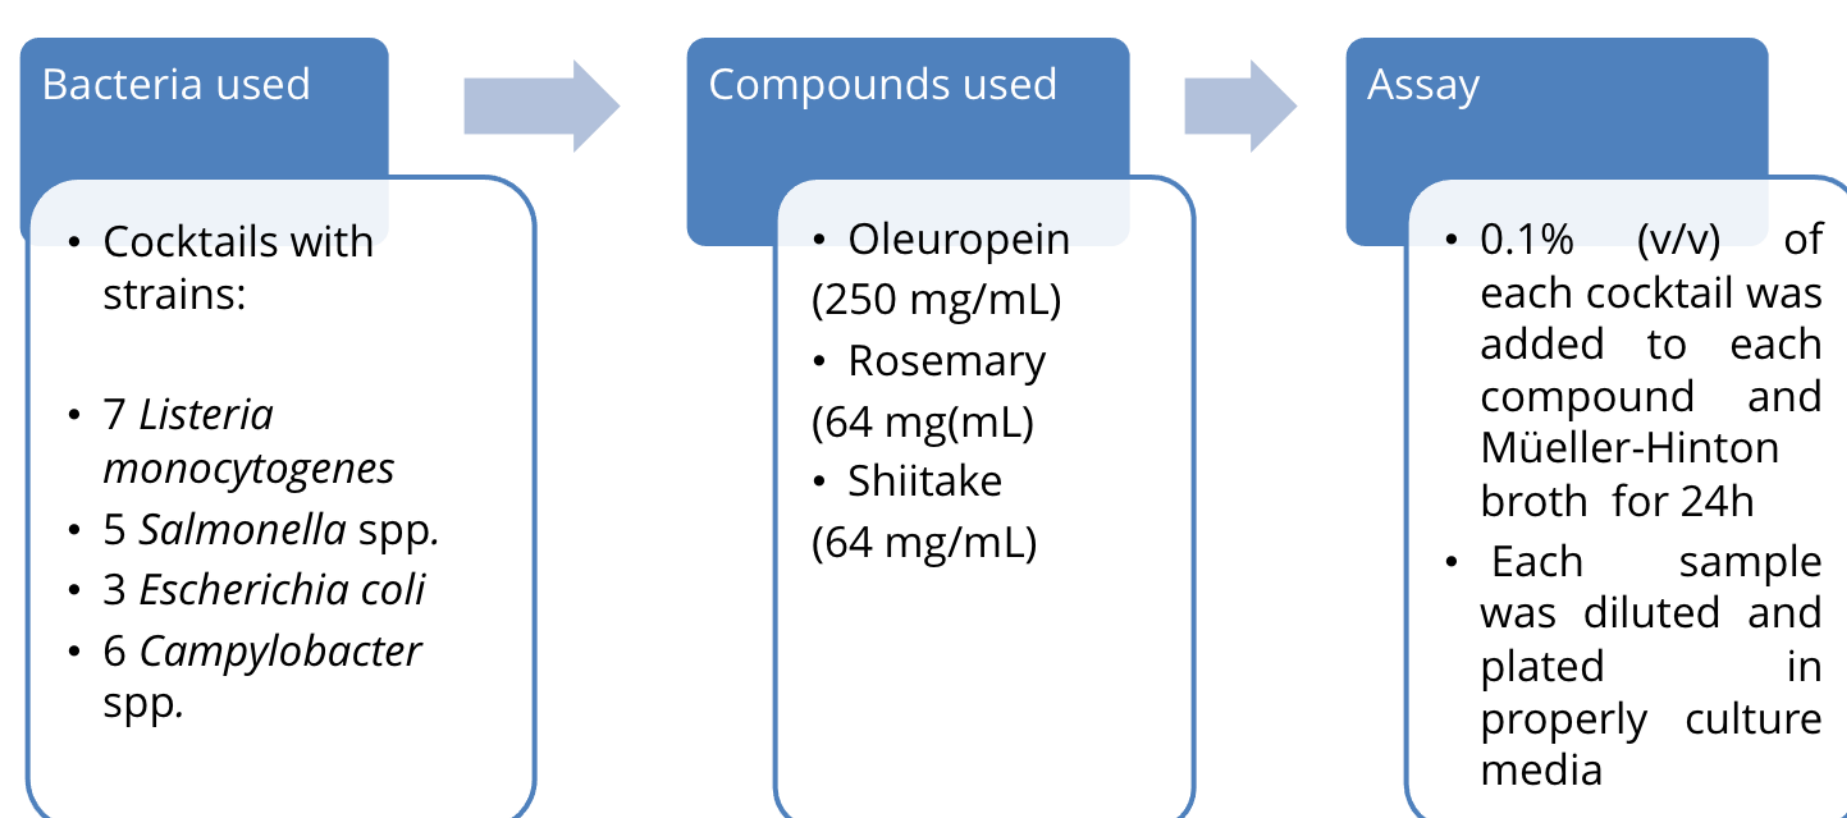 Bacteria used
• Cocktails with
strains:
• 7 Listeria
monocytogenes
• 5 Salmonella spp.
• 3 Escherichia coli
• 6 Campylobacter
spp.
Compounds used
• Oleuropein
(250 mg/mL)
• Rosemary
(64 mg(mL)
• Shiitake
(64 mg/mL)
Assay
• 0.1% (v/v) of
each cocktail was
added to each
compound and
Müeller-Hinton
broth for 24h
• Each sample
was diluted and
plated in
properly culture
media